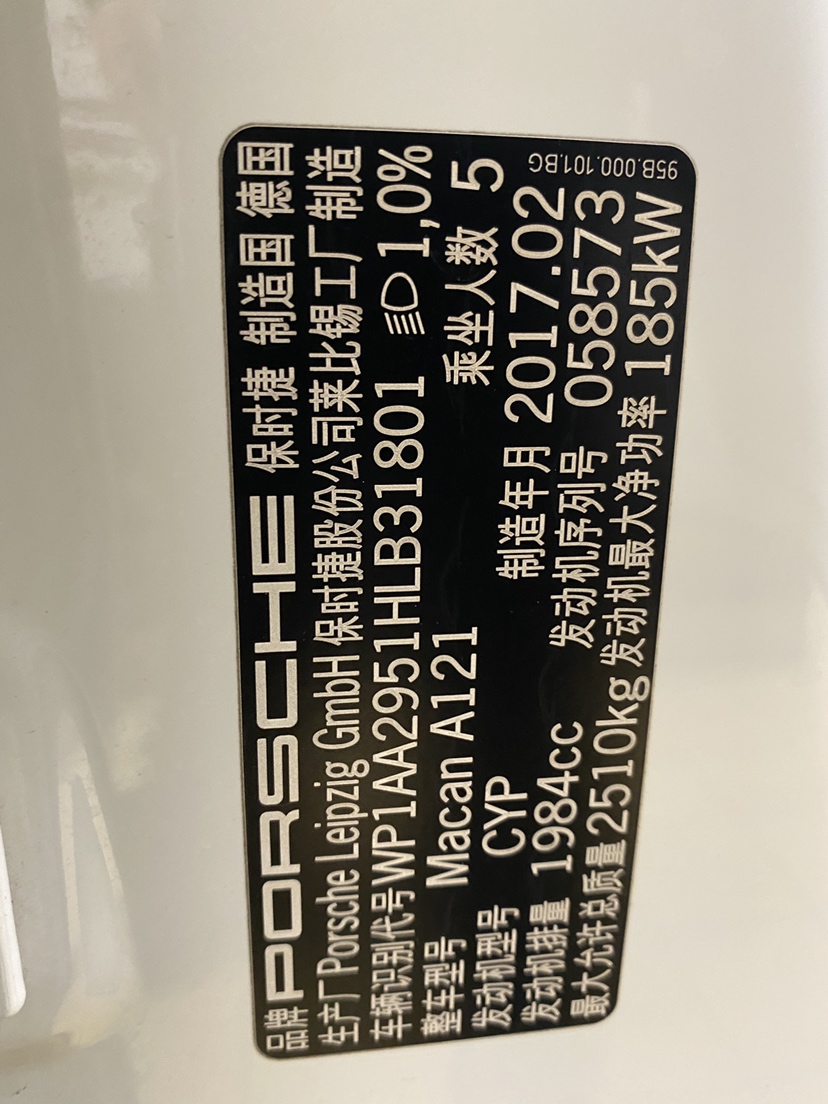 品牌 PORSCHE 保时捷 制造国 德国
生产厂 Porsche Leipzig GmbH 保时捷股份公司莱比锡工厂 制造
车辆识别代号 WP1AA2951HLB31801 1,0%
整车型号 Macan A121 乘坐人数 5
发动机型号 CYP 制造年月 2017.02
发动机排量 1984cc 发动机序列号 058573
最大允许总质量 2510kg 发动机最大净功率 185kW
95B.000.101.BG